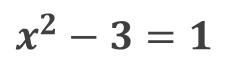 x² − 3 = 1